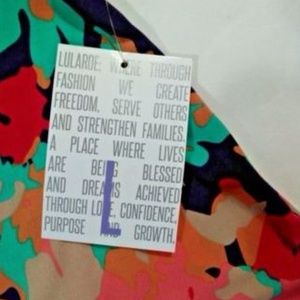 LULAROE: WHERE THROUGH
FASHION WE CREATE
FREEDOM, SERVE OTHERS
AND STRENGTHEN FAMILIES.
A PLACE WHERE LIVES
ARE BEING BLESSED
AND DREAMS ACHIEVED
THROUGH LOVE, CONFIDENCE,
PURPOSE AND GROWTH.
L